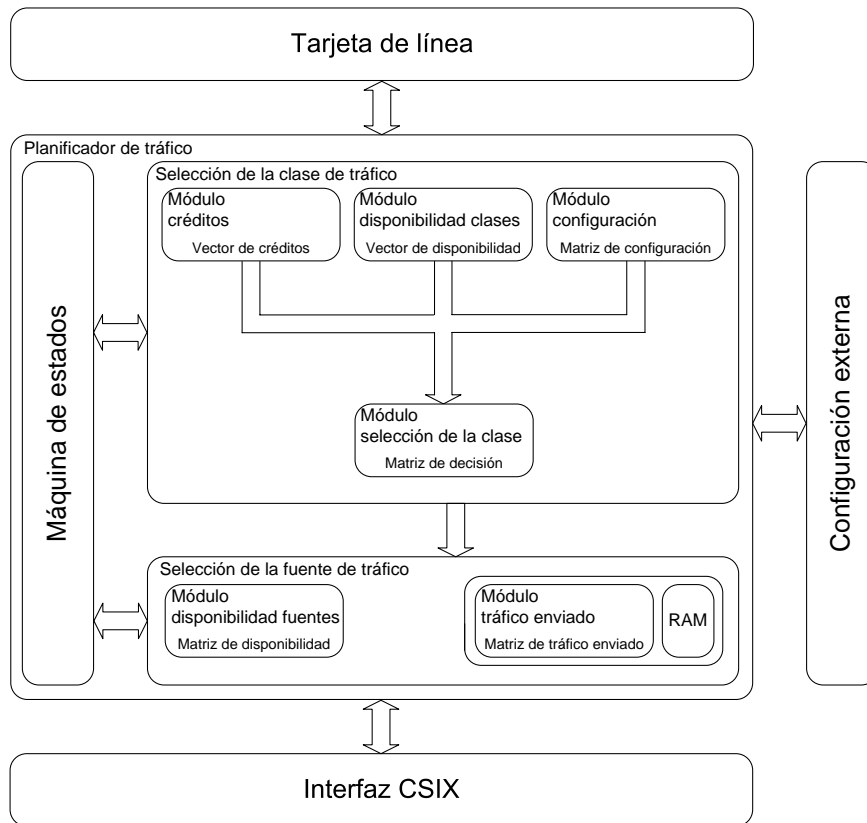 Tarjeta de línea
Planificador de tráfico
Máquina de estados
Selección de la clase de tráfico
Módulo
créditos
Vector de créditos
Módulo
disponibilidad clases
Vector de disponibilidad
Módulo
configuración
Matriz de configuración
Módulo
selección de la clase
Matriz de decisión
Configuración externa
Selección de la fuente de tráfico
Módulo
disponibilidad fuentes
Matriz de disponibilidad
Módulo
tráfico enviado
Matriz de tráfico enviado
RAM
Interfaz CSIX